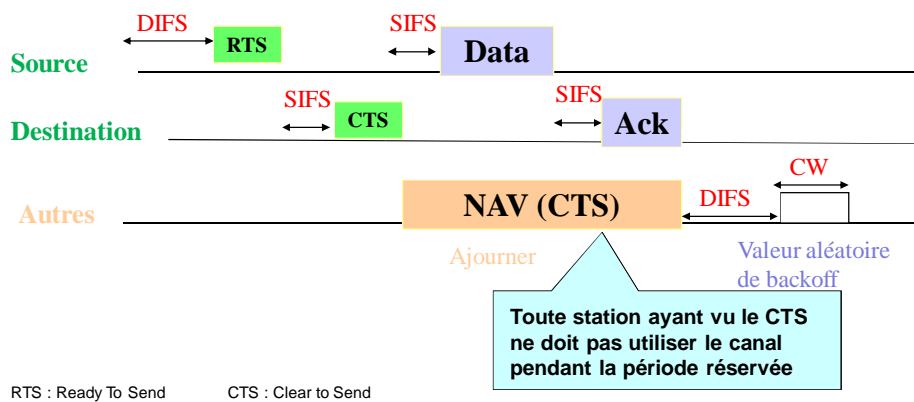 DIFS
RTS
SIFS
Data
Source
SIFS
CTS
SIFS
Ack
Destination
NAV (CTS)
DIFS
CW
Autres
Ajourner
Valeur aléatoire
de backoff
Toute station ayant vu le CTS
ne doit pas utiliser le canal
pendant la période réservée
RTS : Ready To Send
CTS : Clear to Send